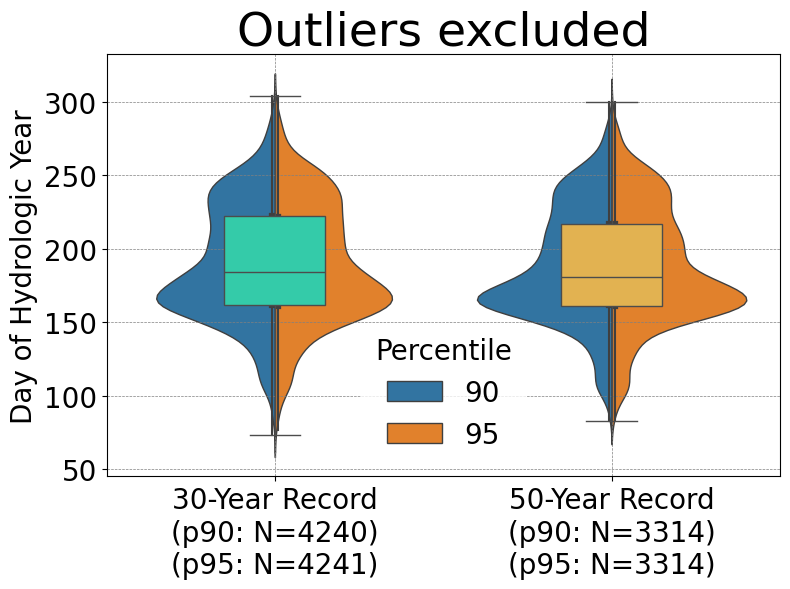 Outliers excluded
Day of Hydrologic Year
300
250
200
150
100
50
Percentile
90
95
30-Year Record
(p90: N=4240)
(p95: N=4241)
50-Year Record
(p90: N=3314)
(p95: N=3314)